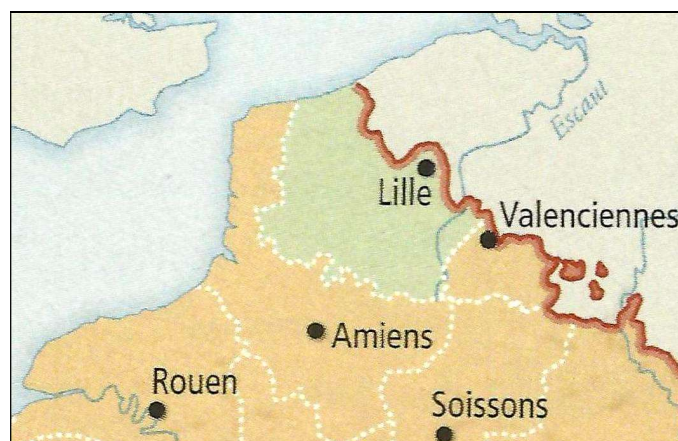 Escaut
Lille
Valenciennes
Amiens
Rouen
Soissons